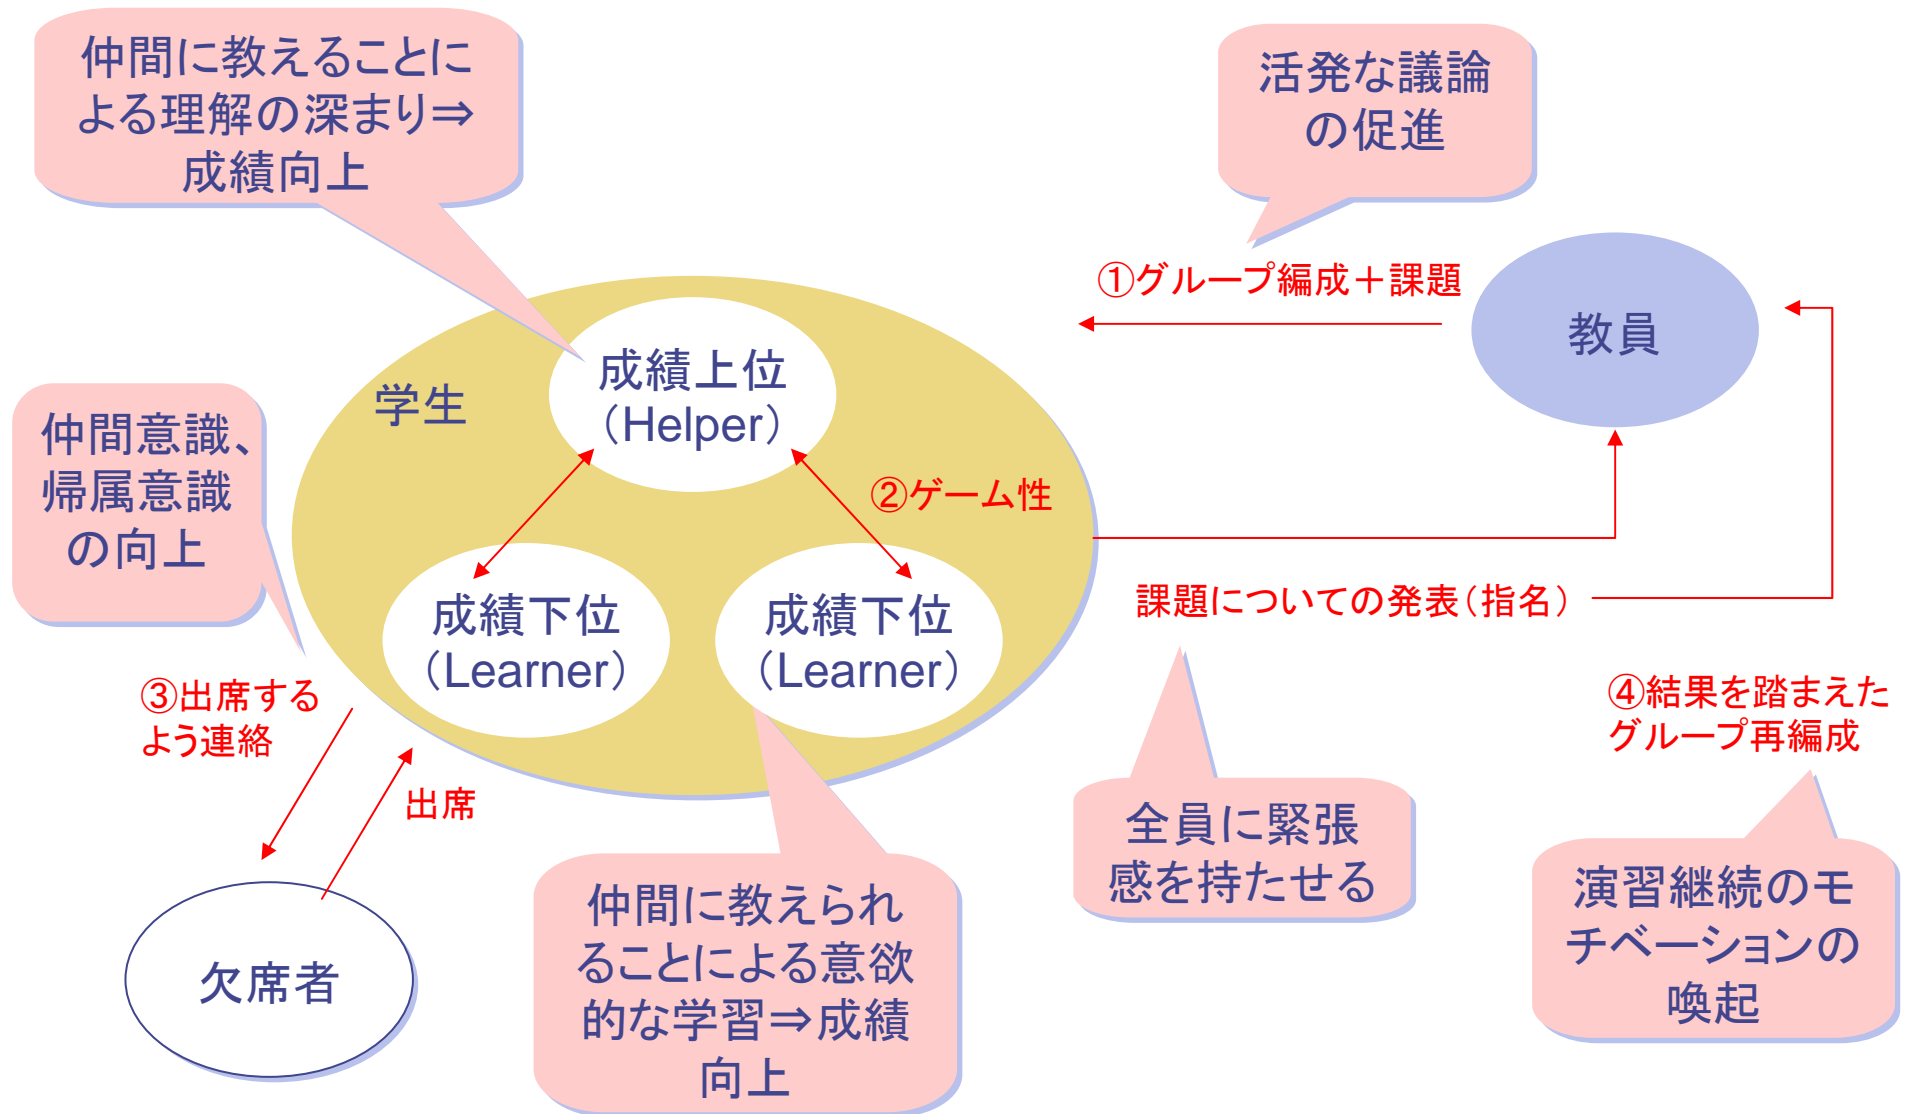 仲間に教えることに
よる理解の深まり⇒
成績向上
活発な議論
の促進
①グループ編成＋課題
教員
学生
成績上位
（Helper）
仲間意識、
帰属意識
の向上
②ゲーム性
成績下位
（Learner）
成績下位
（Learner）
課題についての発表（指名）
③出席する
よう連絡
出席
④結果を踏まえた
グループ再編成
全員に緊張
感を持たせる
欠席者
仲間に教えられ
ることによる意欲
的な学習⇒成績
向上
演習継続のモ
チベーションの
喚起